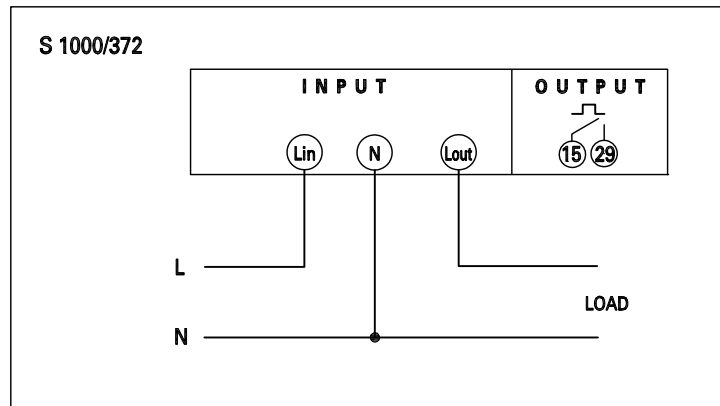 S 1000/372
INPUT OUTPUT
Lin N Lout 15 29
L
LOAD
N